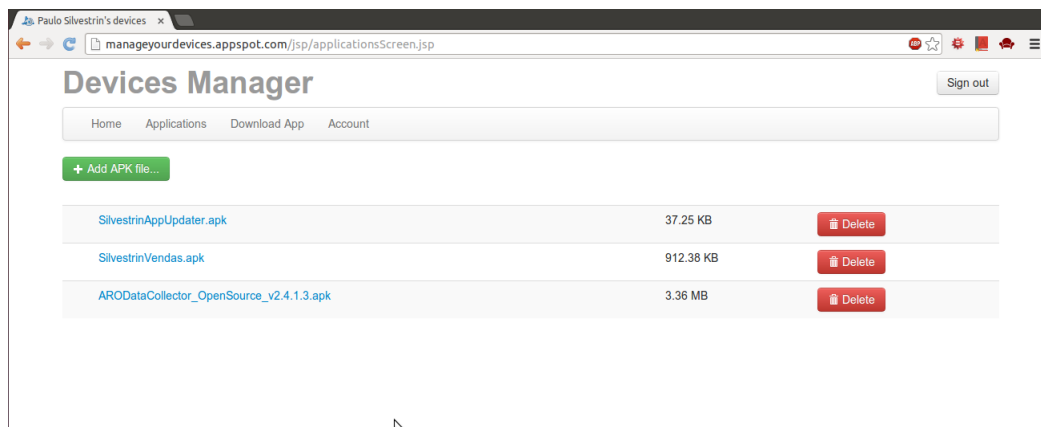 Paulo Silvestrin's devices ×
manageyourdevices.appspot.com/jsp/applicationsScreen.jsp
ABP
Devices Manager
Sign out
Home Applications Download App Account
+ Add APK file...
SilvestrinAppUpdater.apk 37.25 KB Delete
SilvestrinVendas.apk 912.38 KB Delete
ARODataCollector_OpenSource_v2.4.1.3.apk 3.36 MB Delete